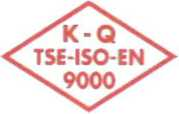 K - Q
TSE-ISO-EN
9000